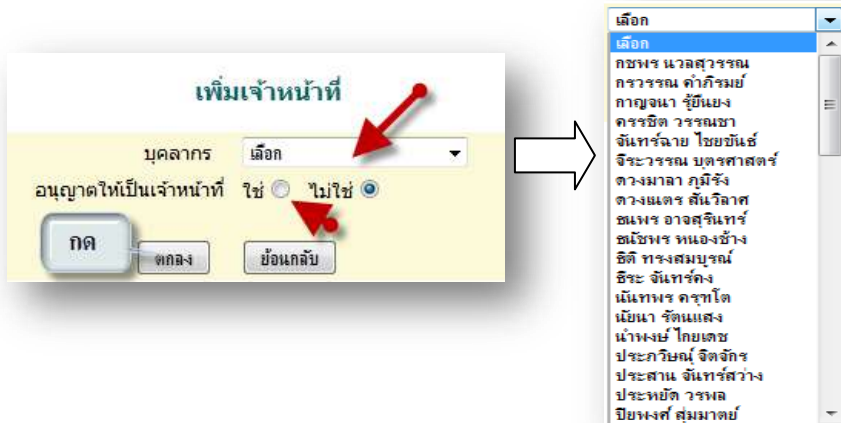 เพิ่มเจ้าหน้าที่
บุคลากร เลือก
อนุญาตให้เป็นเจ้าหน้าที่ ใช่ ไม่ใช่
กด
ตกลง ย้อนกลับ
เลือก
เลือก
กชพร นวลสุวรรณ
กรวรรณ คำภิรมย์
กาญจนา รู้ยืนยง
ครรชิต วรรณชา
จันทร์ฉาย ไชยขันธ์
จีระวรรณ บุตรศาสตร์
ดวงมาลา ภูมิรัง
ดวงเนตร สันวิลาศ
ธนพร อาจสุรินทร์
ธนัชพร หนองช้าง
ธิติ ทรงสมบูรณ์
ธีระ จันทร์คง
นันทพร ครุฑโต
นัยนา รัตนแสง
นำพงษ์ ไกยเดช
ประภวิษณุ์ จิตจักร
ประสาน จันทร์สว่าง
ประหยัด วรพล
ปิยพงศ์ สุ่มมาตย์